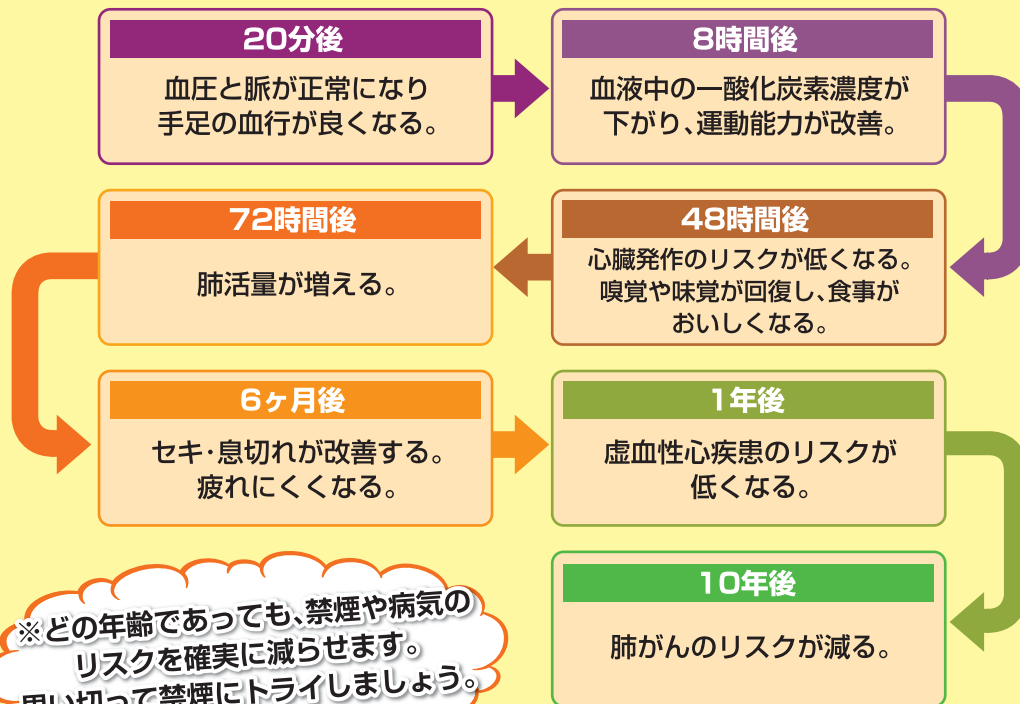 20分後
血圧と脈が正常になり
手足の血行が良くなる。
8時間後
血液中の一酸化炭素濃度が
下がり、運動能力が改善。
48時間後
心臓発作のリスクが低くなる。
嗅覚や味覚が回復し、食事が
おいしくなる。
72時間後
肺活量が増える。
6ヶ月後
セキ・息切れが改善する。
疲れにくくなる。
1年後
虚血性心疾患のリスクが
低くなる。
10年後
肺がんのリスクが減る。
※どの年齢であっても、禁煙や病気の
リスクを確実に減らせます。
思い切って禁煙にトライしましょう。